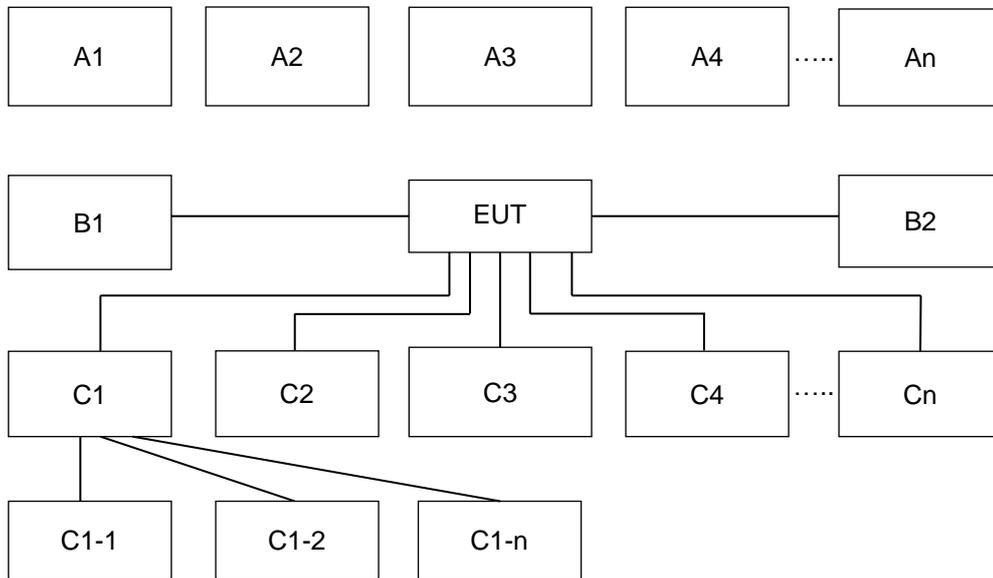 A1 A2 A3 A4 ..... An
B1 EUT B2
C1 C2 C3 C4 ..... Cn
C1-1 C1-2 C1-n